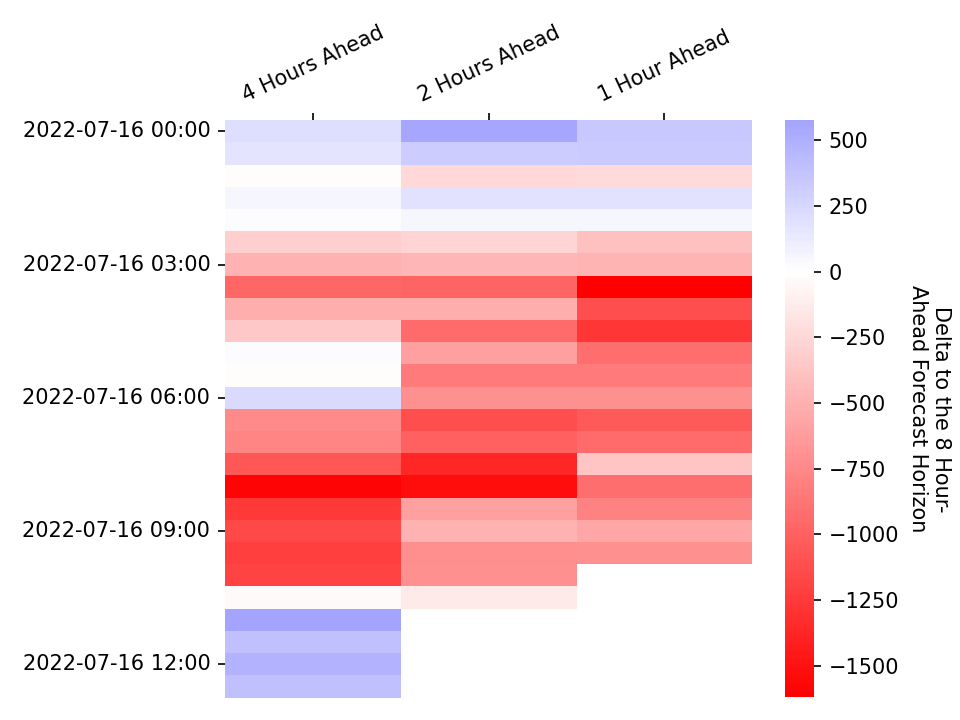 4 Hours Ahead
2 Hours Ahead
1 Hour Ahead
2022-07-16 00:00
2022-07-16 03:00
2022-07-16 06:00
2022-07-16 09:00
2022-07-16 12:00
500
250
0
−250
−500
−750
−1000
−1250
−1500
Delta to the 8 Hour-
Ahead Forecast Horizon